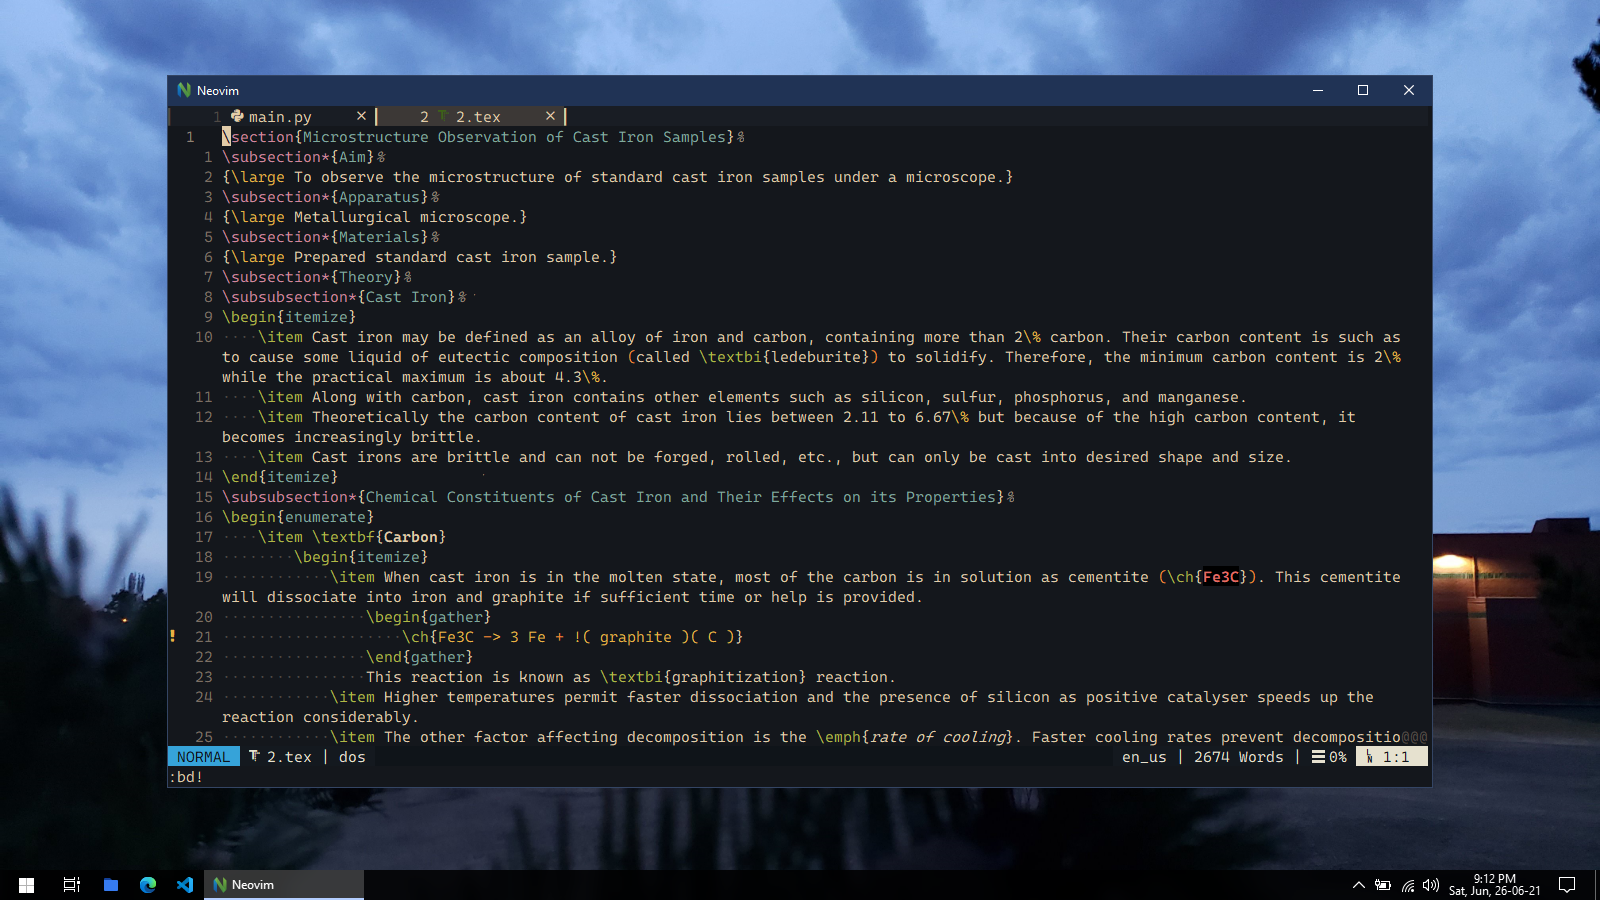 Neovim
1 main.py × 2 2.tex ×
1 \section{Microstructure Observation of Cast Iron Samples}%
1 \subsection*{Aim}%
2 {\large To observe the microstructure of standard cast iron samples under a microscope.}
3 \subsection*{Apparatus}%
4 {\large Metallurgical microscope.}
5 \subsection*{Materials}%
6 {\large Prepared standard cast iron sample.}
7 \subsection*{Theory}%
8 \subsubsection*{Cast Iron}%·
9 \begin{itemize}
10 ····\item Cast iron may be defined as an alloy of iron and carbon, containing more than 2\% carbon. Their carbon content is such as
to cause some liquid of eutectic composition (called \textbi{ledeburite}) to solidify. Therefore, the minimum carbon content is 2\%
while the practical maximum is about 4.3\%.
11 ····\item Along with carbon, cast iron contains other elements such as silicon, sulfur, phosphorus, and manganese.
12 ····\item Theoretically the carbon content of cast iron lies between 2.11 to 6.67\% but because of the high carbon content, it
becomes increasingly brittle.
13 ····\item Cast irons are brittle and can not be forged, rolled, etc., but can only be cast into desired shape and size.
14 \end{itemize}
15 \subsubsection*{Chemical Constituents of Cast Iron and Their Effects on its Properties}%
16 \begin{enumerate}
17 ····\item \textbf{Carbon}
18 ········\begin{itemize}
19 ············\item When cast iron is in the molten state, most of the carbon is in solution as cementite (\ch{Fe3C}). This cementite
will dissociate into iron and graphite if sufficient time or help is provided.
20 ················\begin{gather}
! 21 ····················\ch{Fe3C -> 3 Fe + !( graphite )( C )}
22 ················\end{gather}
23 ················This reaction is known as \textbi{graphitization} reaction.
24 ············\item Higher temperatures permit faster dissociation and the presence of silicon as positive catalyser speeds up the
reaction considerably.
25 ············\item The other factor affecting decomposition is the \emph{rate of cooling}. Faster cooling rates prevent decompositio@@@
NORMAL 2.tex | dos en_us | 2674 Words | 0% LN 1:1
:bd!
Neovim
9:12 PM
Sat, Jun, 26-06-21